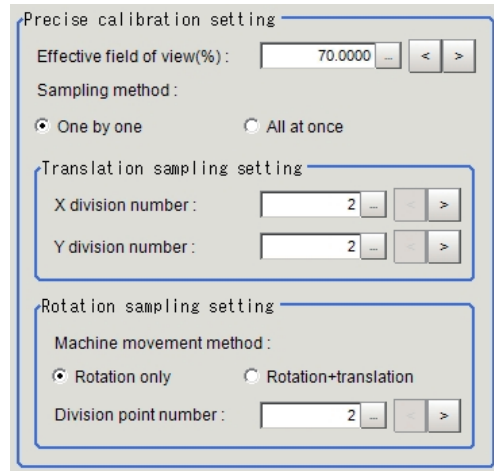 Precise calibration setting
Effective field of view(%) : 70.0000 ... < >
Sampling method :
One by one All at once
Translation sampling setting
X division number : 2 ... < >
Y division number : 2 ... < >
Rotation sampling setting
Machine movement method :
Rotation only Rotation+translation
Division point number : 2 ... < >